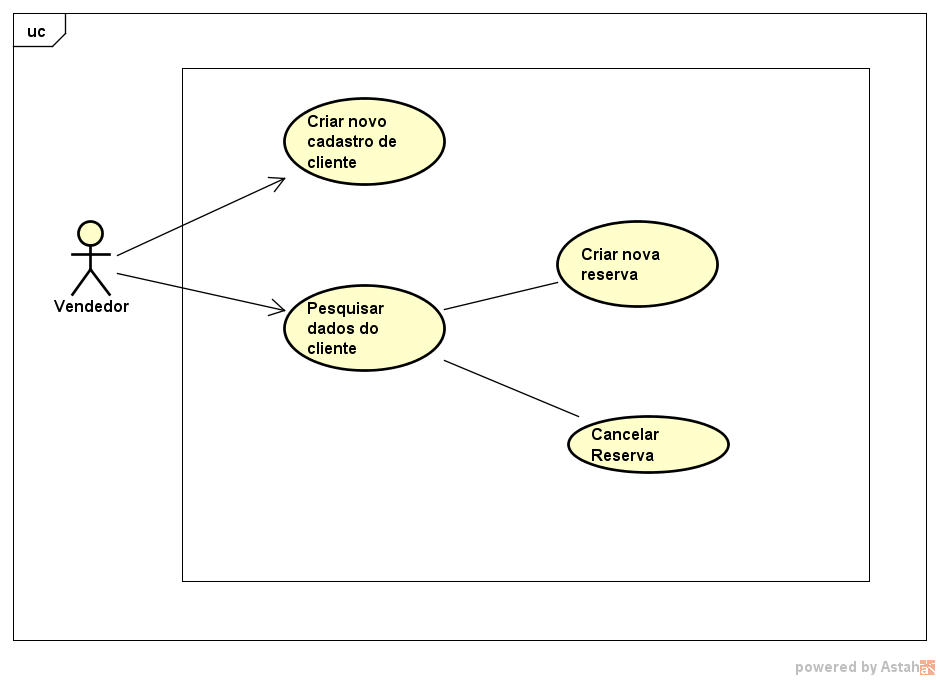 uc
Criar novo
cadastro de
cliente
Criar nova
reserva
Vendedor
Pesquisar
dados do
cliente
Cancelar
Reserva
powered by Astah